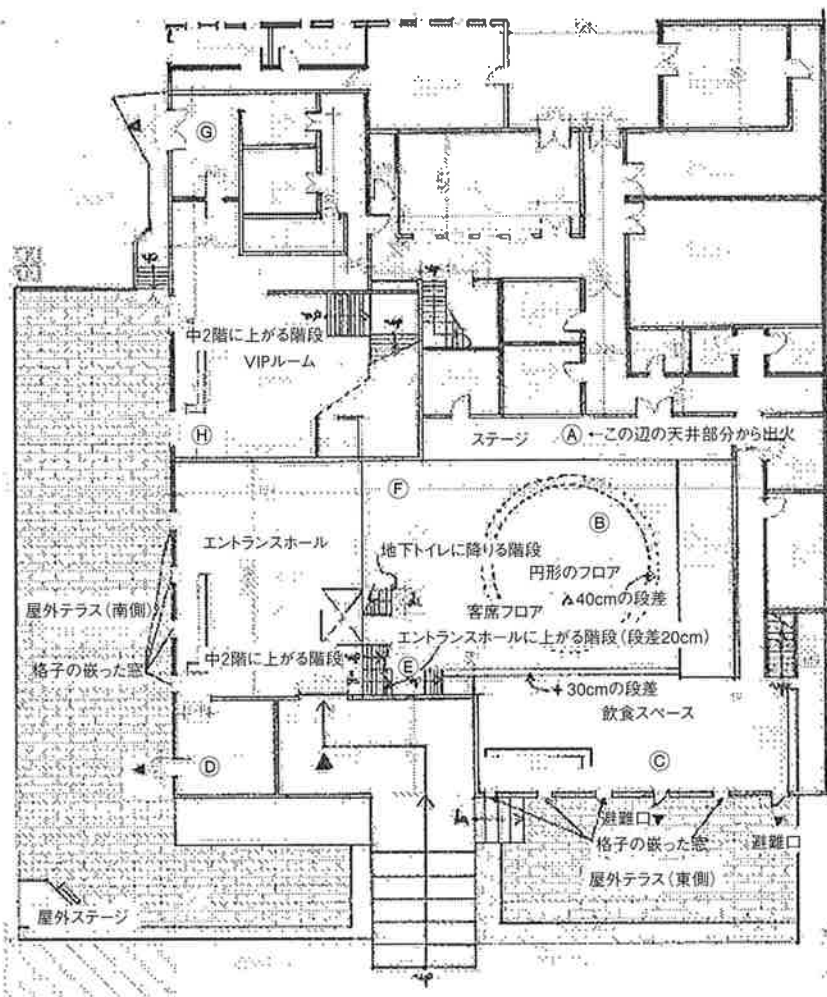 Ⓖ
中2階に上がる階段
VIPルーム
Ⓗ
ステージ
Ⓐ ←この辺の天井部分から出火
Ⓕ
Ⓑ
エントランスホール
地下トイレに降りる階段
円形のフロア
40cmの段差
客席フロア
屋外テラス(南側)
エントランスホールに上がる階段(段差20cm)
中2階に上がる階段
Ⓔ
格子の嵌った窓
+30cmの段差
飲食スペース
Ⓓ
Ⓒ
避難口
格子の嵌った窓
避難口
屋外テラス(東側)
屋外ステージ